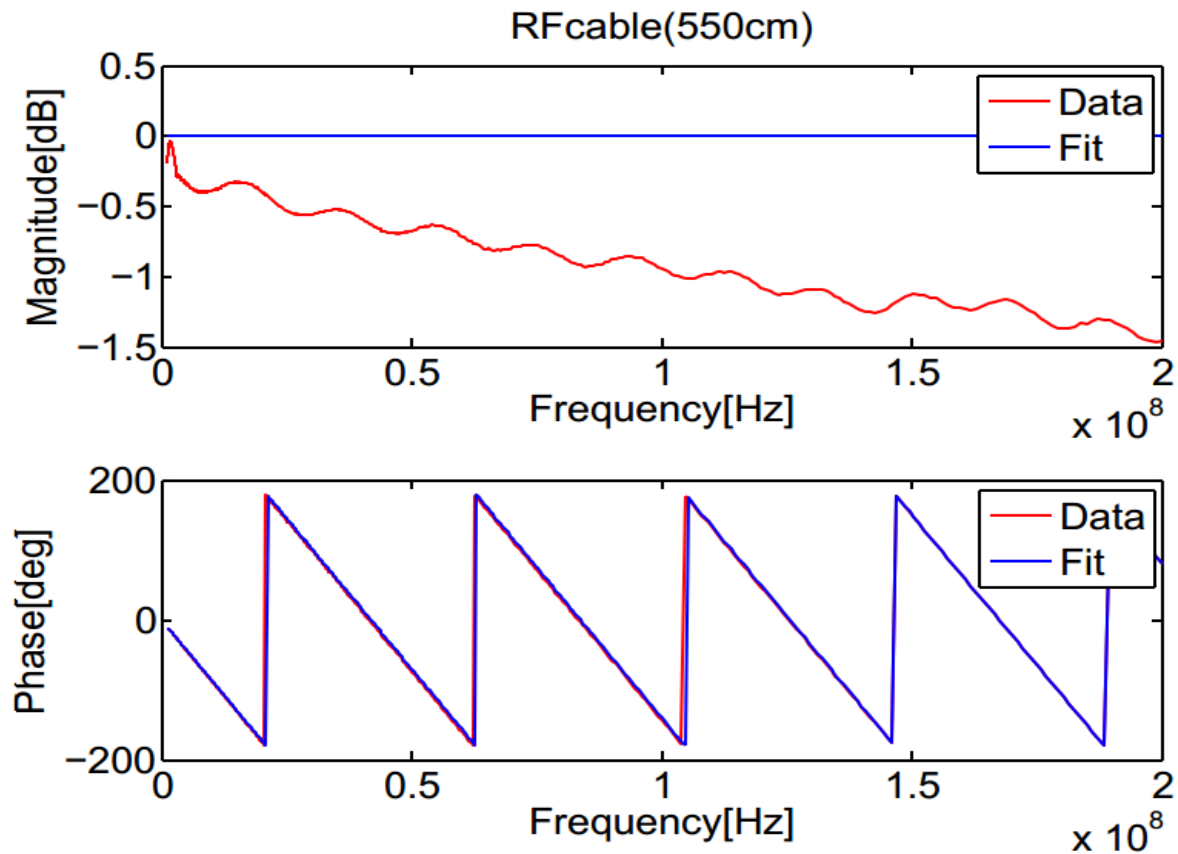 RFcable(550cm)
Magnitude[dB]
0.5
0
−0.5
−1
−1.5
Data
Fit
0 0.5 1 1.5 2
Frequency[Hz]
x 10^8
Phase[deg]
200
0
−200
Data
Fit
0 0.5 1 1.5 2
Frequency[Hz]
x 10^8